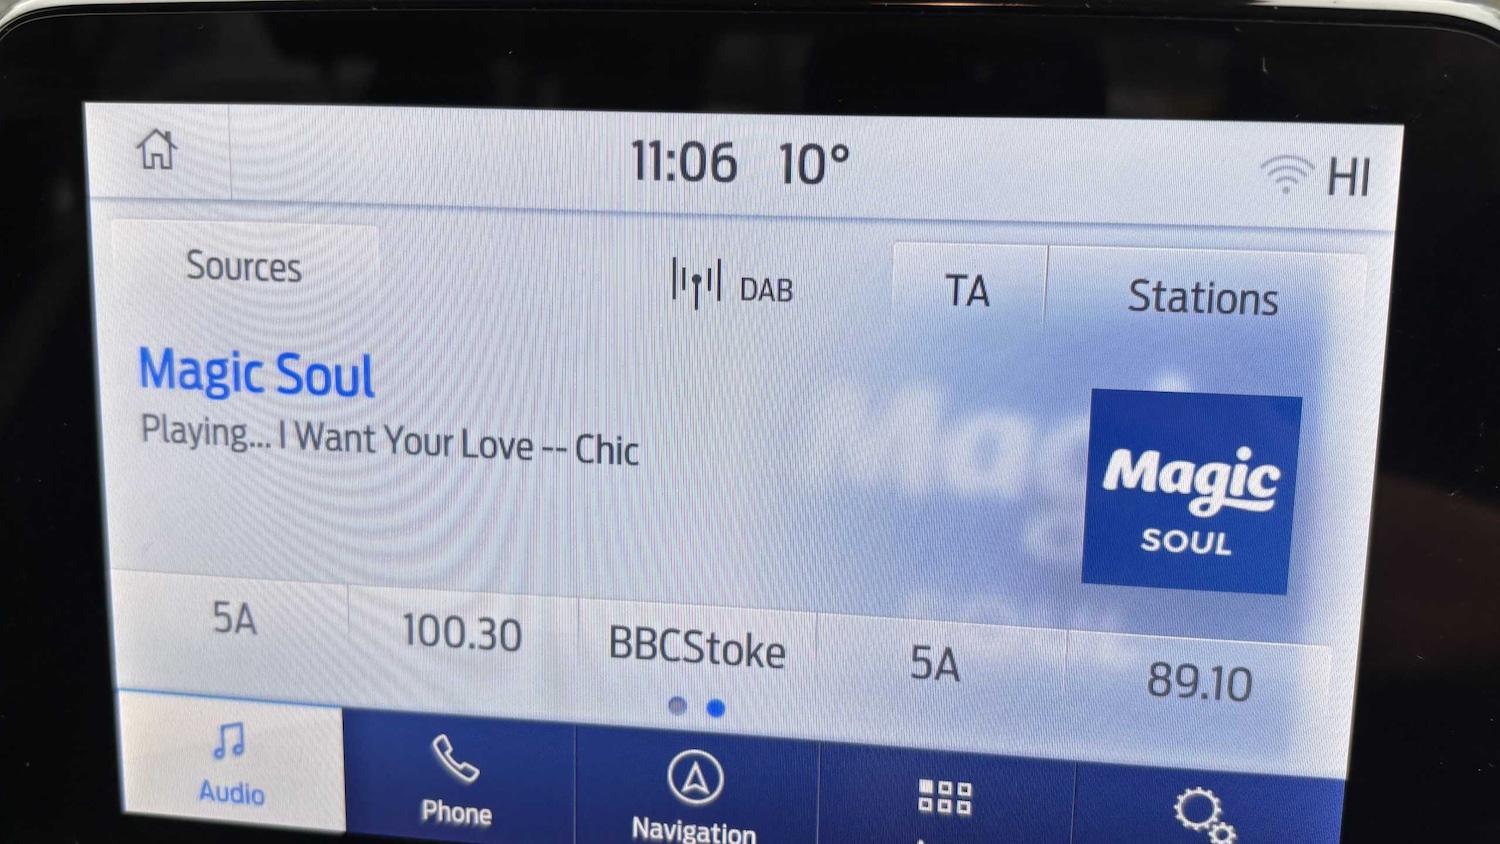 11:06 10° HI
Sources DAB TA Stations
Magic Soul
Playing... I Want Your Love -- Chic
Magic
SOUL
5A 100.30 BBCStoke 5A 89.10
Audio Phone Navigation